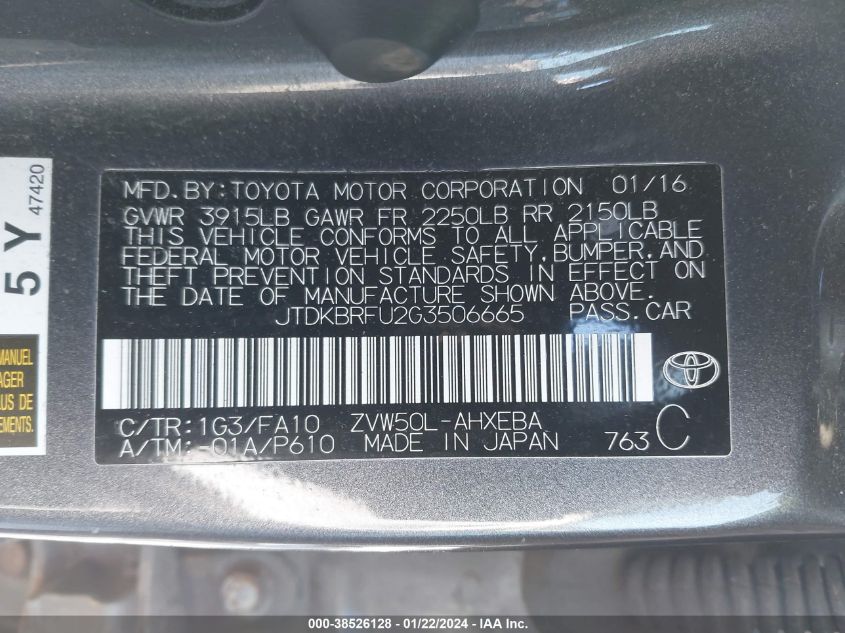 MFD. BY: TOYOTA MOTOR CORPORATION 01/16
GVWR 3915LB GAWR FR 2250LB RR 2150LB
THIS VEHICLE CONFORMS TO ALL APPLICABLE
FEDERAL MOTOR VEHICLE SAFETY, BUMPER, AND
THEFT PREVENTION STANDARDS IN EFFECT ON
THE DATE OF MANUFACTURE SHOWN ABOVE.
JTDKBRFU2G3506665 PASS. CAR
C/TR: 1G3/FA10 ZVW50L-AHXEBA
A/TM: -01A/P610 MADE IN JAPAN 763 C
5 Y
47420
MANUEL
AGER
LUS DE
EMENTS.
000-38526128 - 01/22/2024 - IAA Inc.